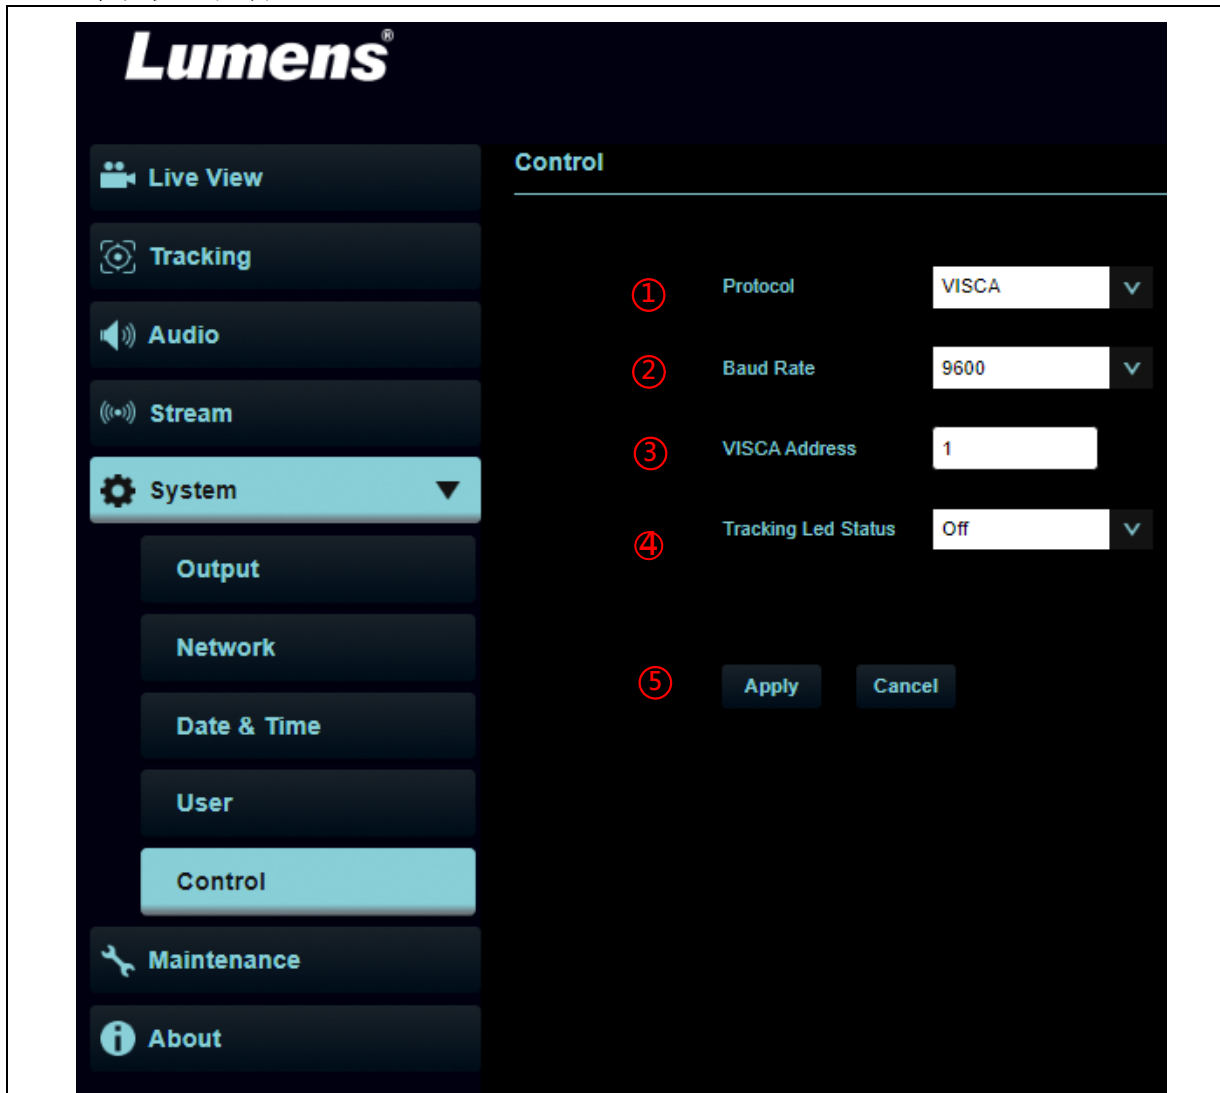 Lumens®
Live View
Tracking
Audio
Stream
System
Output
Network
Date & Time
User
Control
Maintenance
About
Control
① Protocol VISCA
② Baud Rate 9600
③ VISCA Address 1
④ Tracking Led Status Off
⑤ Apply Cancel